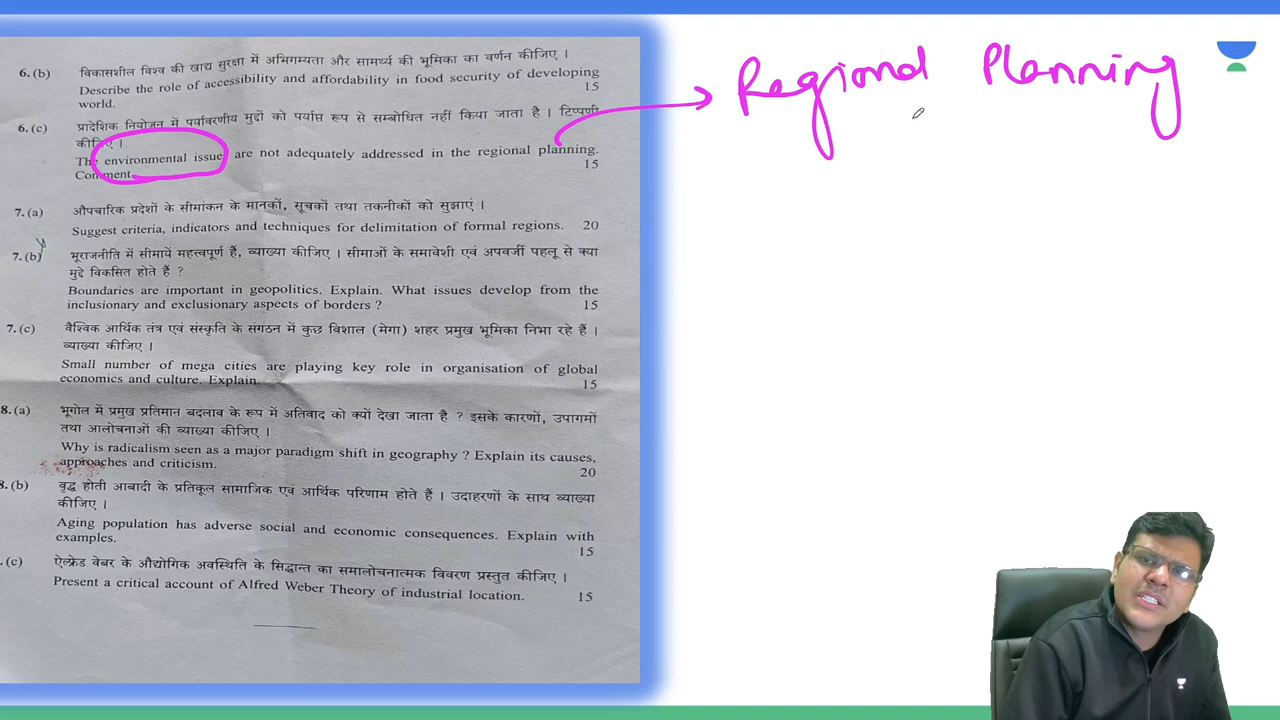 6.(b) विकासशील विश्व की खाद्य सुरक्षा में अभिगम्यता और सामर्थ्य की भूमिका का वर्णन कीजिए ।
Describe the role of accessibility and affordability in food security of developing
world. 15
6.(c) प्रादेशिक नियोजन में पर्यावरणीय मुद्दों को पर्याप्त रूप से सम्बोधित नहीं किया जाता है । टिप्पणी
कीजिए ।
The environmental issues are not adequately addressed in the regional planning.
Comment. 15
7.(a) औपचारिक प्रदेशों के सीमांकन के मानकों, सूचकों तथा तकनीकों को सुझाएं ।
Suggest criteria, indicators and techniques for delimitation of formal regions. 20
7.(b) भूराजनीति में सीमायें महत्त्वपूर्ण हैं, व्याख्या कीजिए । सीमाओं के समावेशी एवं अपवर्जी पहलू से क्या
मुद्दे विकसित होते हैं ?
Boundaries are important in geopolitics. Explain. What issues develop from the
inclusionary and exclusionary aspects of borders ? 15
7.(c) वैश्विक आर्थिक तंत्र एवं संस्कृति के संगठन में कुछ विशाल (मेगा) शहर प्रमुख भूमिका निभा रहे हैं ।
व्याख्या कीजिए ।
Small number of mega cities are playing key role in organisation of global
economics and culture. Explain. 15
8.(a) भूगोल में प्रमुख प्रतिमान बदलाव के रूप में अतिवाद को क्यों देखा जाता है ? इसके कारणों, उपागमों
तथा आलोचनाओं की व्याख्या कीजिए ।
Why is radicalism seen as a major paradigm shift in geography ? Explain its causes,
approaches and criticism. 20
8.(b) वृद्ध होती आबादी के प्रतिकूल सामाजिक एवं आर्थिक परिणाम होते हैं । उदाहरणों के साथ व्याख्या
कीजिए ।
Aging population has adverse social and economic consequences. Explain with
examples. 15
.(c) ऐल्फ्रेड वेबर के औद्योगिक अवस्थिति के सिद्धान्त का समालोचनात्मक विवरण प्रस्तुत कीजिए ।
Present a critical account of Alfred Weber Theory of industrial location. 15
Regional Planning